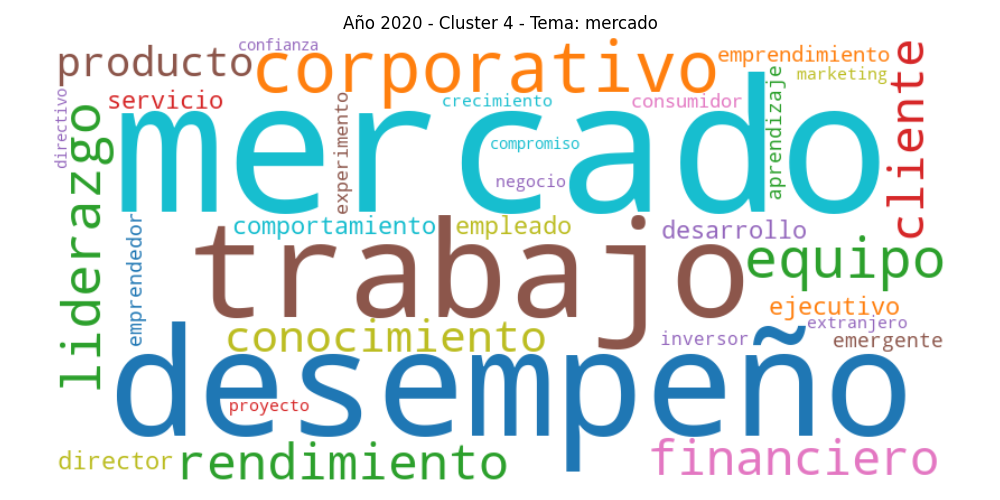 Año 2020 - Cluster 4 - Tema: mercado
confianza
producto
corporativo
emprendimiento
marketing
cliente
directivo
servicio
crecimiento
consumidor
aprendizaje
liderazgo
experimento
mercado
compromiso
negocio
emprendedor
comportamiento
empleado
desarrollo
trabajo
equipo
ejecutivo
extranjero
conocimiento
inversor
emergente
desempeño
proyecto
director
rendimiento
financiero